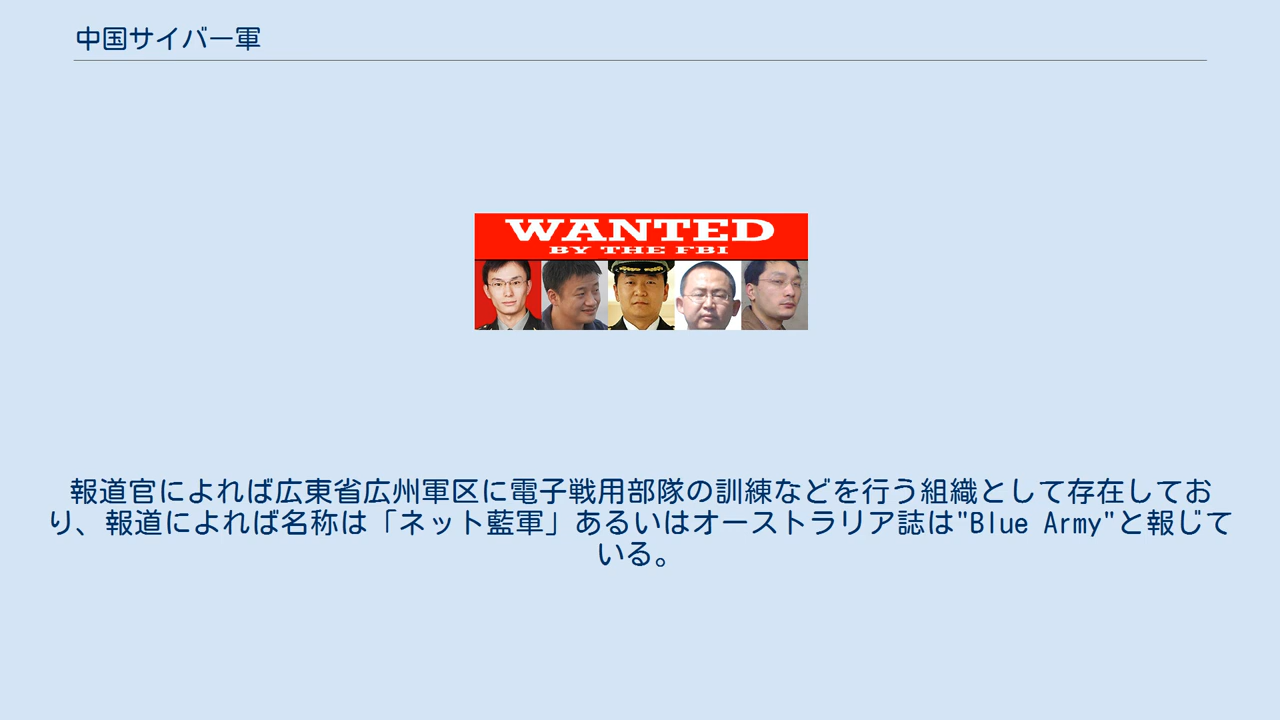 中国サイバー軍
WANTED
BY THE FBI
報道官によれば広東省広州軍区に電子戦用部隊の訓練などを行う組織として存在してお
り、報道によれば名称は「ネット藍軍」あるいはオーストラリア誌は"Blue Army"と報じて
いる。